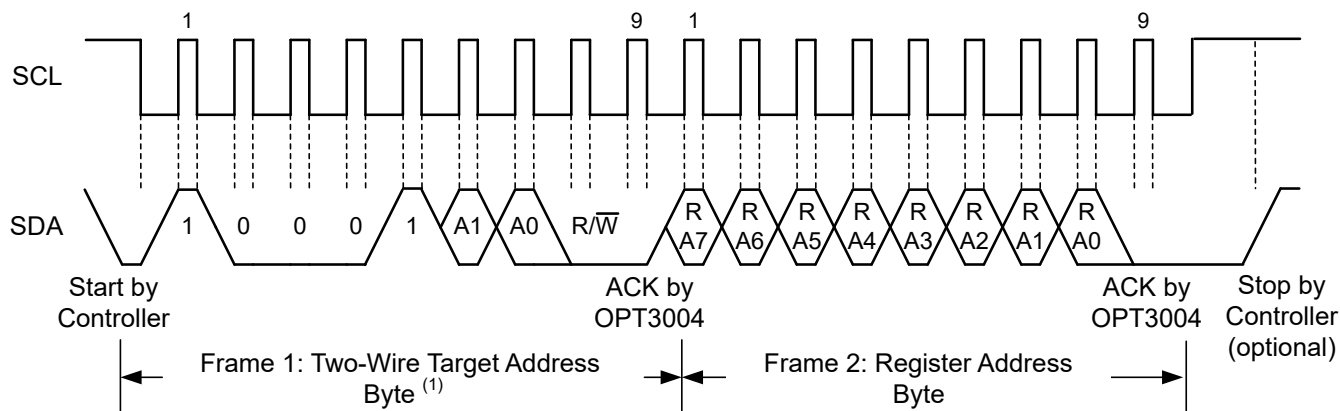 1 9 1 9
SCL
SDA 1 0 0 0 1 A1 A0 R/W̅ R A7 R A6 R A5 R A4 R A3 R A2 R A1 R A0
Start by
Controller
ACK by
OPT3004
ACK by
OPT3004
Stop by
Controller
(optional)
Frame 1: Two-Wire Target Address
Byte (1)
Frame 2: Register Address
Byte